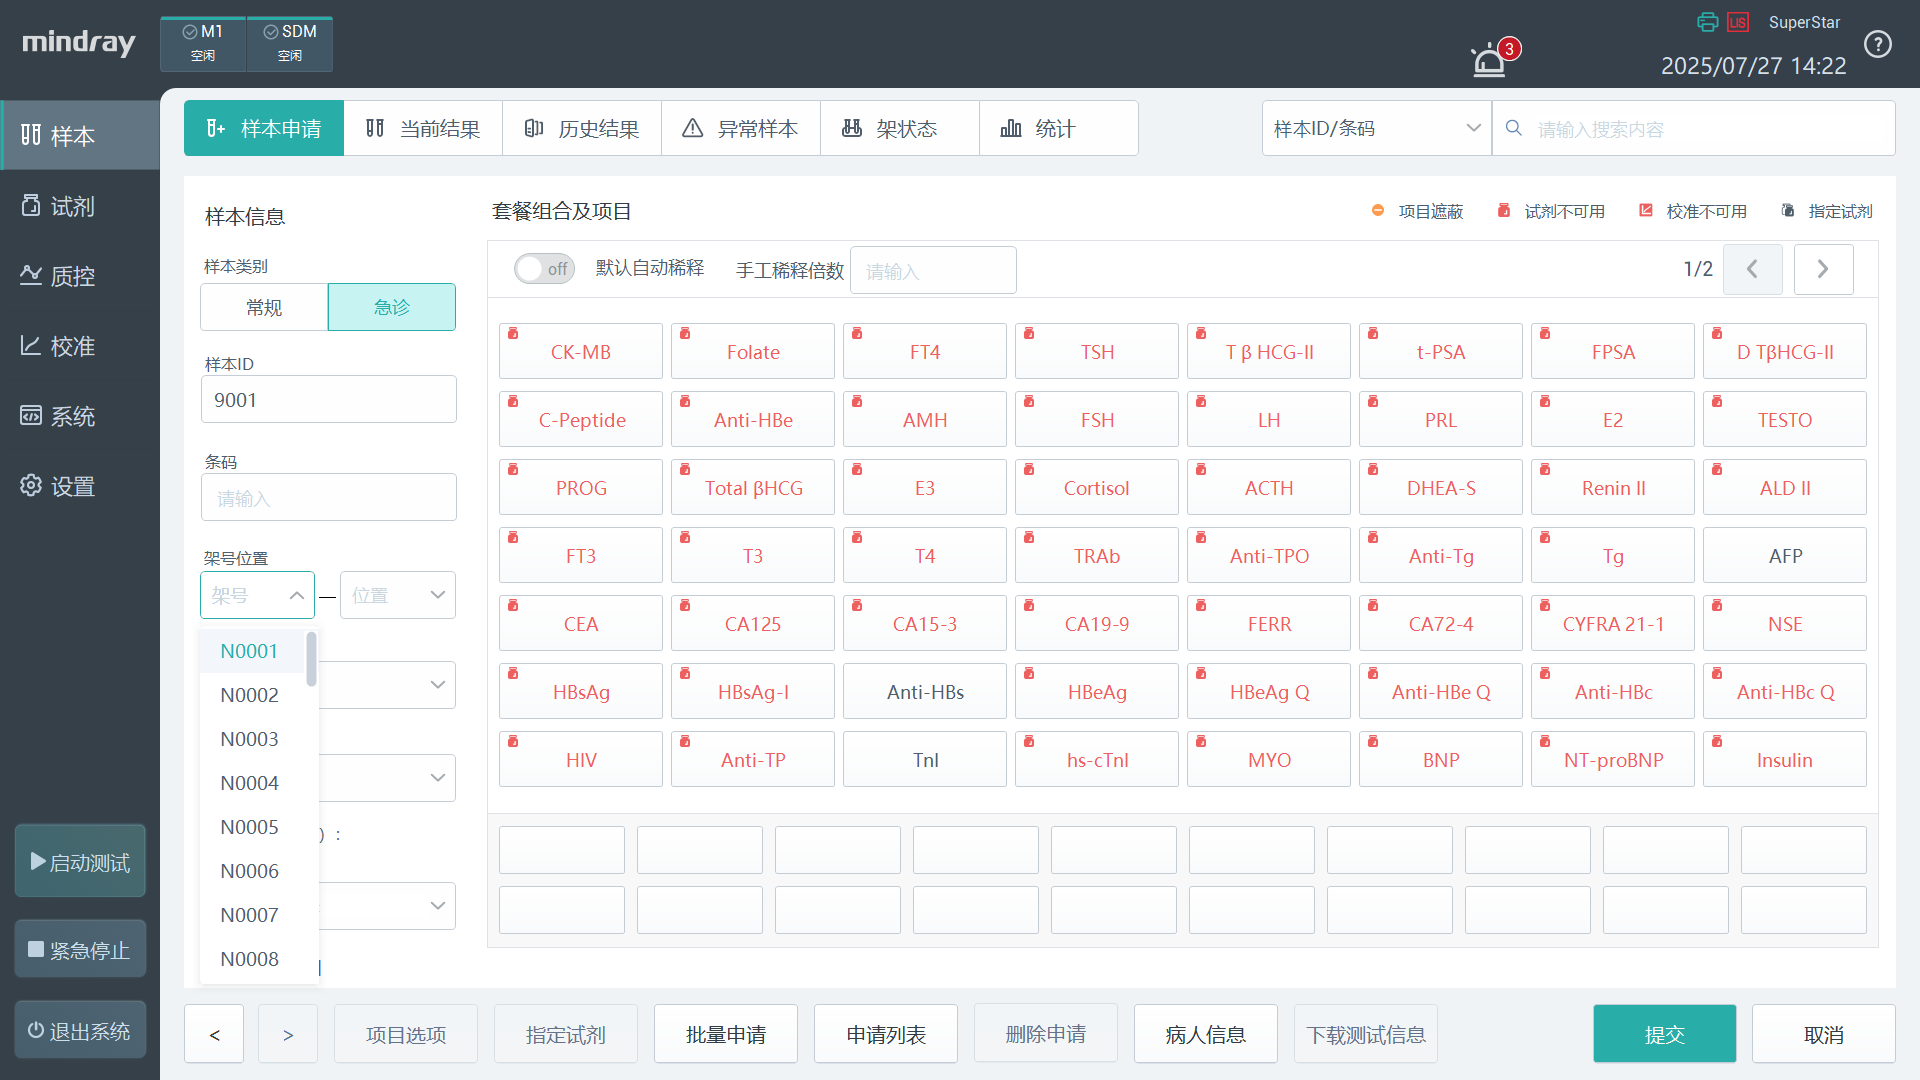 mindray
M1
空闲
SDM
空闲
3
LIS
SuperStar
2025/07/27 14:22
?
样本
试剂
质控
校准
系统
设置
启动测试
紧急停止
退出系统
样本申请
当前结果
历史结果
异常样本
架状态
统计
样本ID/条码
请输入搜索内容
样本信息
样本类别
常规
急诊
样本ID
9001
条码
请输入
架号位置
架号
—
位置
N0001
N0002
N0003
N0004
N0005
N0006
N0007
N0008
）:
套餐组合及项目
项目遮蔽
试剂不可用
校准不可用
指定试剂
off
默认自动稀释
手工稀释倍数
请输入
1/2
CK-MB
Folate
FT4
TSH
T β HCG-II
t-PSA
FPSA
D TβHCG-II
C-Peptide
Anti-HBe
AMH
FSH
LH
PRL
E2
TESTO
PROG
Total βHCG
E3
Cortisol
ACTH
DHEA-S
Renin II
ALD II
FT3
T3
T4
TRAb
Anti-TPO
Anti-Tg
Tg
AFP
CEA
CA125
CA15-3
CA19-9
FERR
CA72-4
CYFRA 21-1
NSE
HBsAg
HBsAg-I
Anti-HBs
HBeAg
HBeAg Q
Anti-HBe Q
Anti-HBc
Anti-HBc Q
HIV
Anti-TP
TnI
hs-cTnI
MYO
BNP
NT-proBNP
Insulin
<
>
项目选项
指定试剂
批量申请
申请列表
删除申请
病人信息
下载测试信息
提交
取消